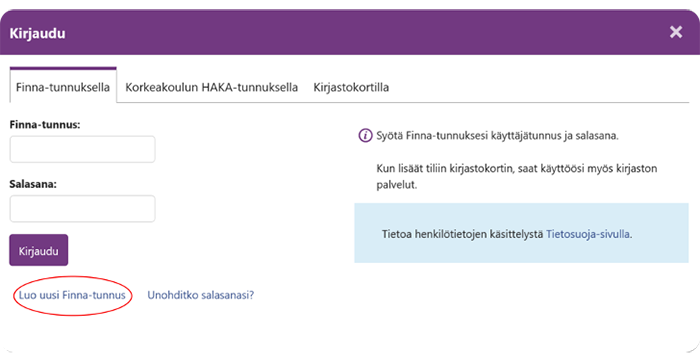 Kirjaudu
Finna-tunnuksella
Korkeakoulun HAKA-tunnuksella
Kirjastokortilla
Finna-tunnus:
Salasana:
Kirjaudu
Luo uusi Finna-tunnus
Unohditko salasanasi?
Syötä Finna-tunnuksesi käyttäjätunnus ja salasana.
Kun lisäät tiliin kirjastokortin, saat käyttöösi myös kirjaston
palvelut.
Tietoa henkilötietojen käsittelystä Tietosuoja-sivulla.